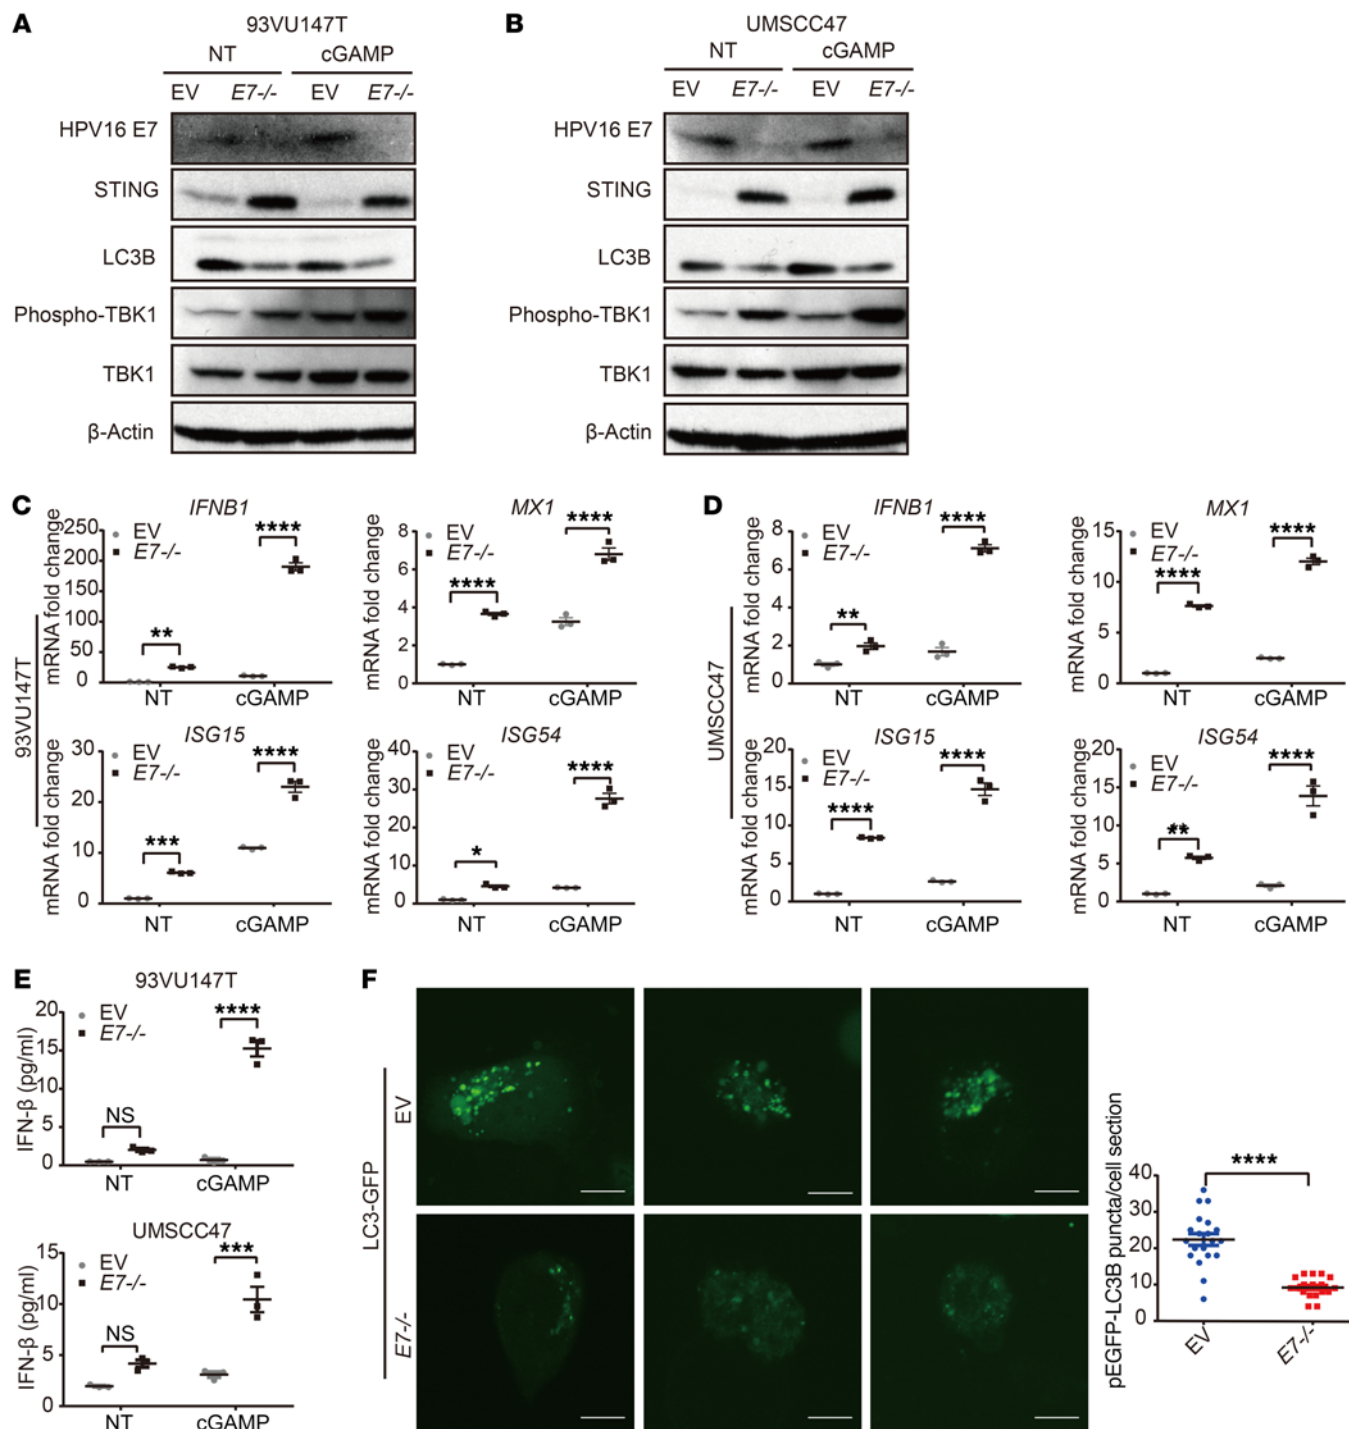 A
93VU147T
NT cGAMP
EV E7-/- EV E7-/-
HPV16 E7
STING
LC3B
Phospho-TBK1
TBK1
β-Actin
B
UMSCC47
NT cGAMP
EV E7-/- EV E7-/-
HPV16 E7
STING
LC3B
Phospho-TBK1
TBK1
β-Actin
C
93VU147T
IFNB1
mRNA fold change
250
200
150
100
50
0
EV
E7-/-
**
****
NT cGAMP
MX1
mRNA fold change
8
6
4
2
0
EV
E7-/-
****
****
NT cGAMP
ISG15
mRNA fold change
30
20
10
0
EV
E7-/-
***
****
NT cGAMP
ISG54
mRNA fold change
40
30
20
10
0
EV
E7-/-
*
****
NT cGAMP
D
UMSCC47
IFNB1
mRNA fold change
8
6
4
2
0
EV
E7-/-
**
****
NT cGAMP
MX1
mRNA fold change
15
10
5
0
EV
E7-/-
****
****
NT cGAMP
ISG15
mRNA fold change
20
15
10
5
0
EV
E7-/-
****
****
NT cGAMP
ISG54
mRNA fold change
20
15
10
5
0
EV
E7-/-
**
****
NT cGAMP
E
93VU147T
IFN-β (pg/ml)
20
15
10
5
0
EV
E7-/-
NS
****
NT cGAMP
UMSCC47
IFN-β (pg/ml)
15
10
5
0
EV
E7-/-
NS
***
NT cGAMP
F
LC3-GFP
EV
E7-/-
pEGFP-LC3B puncta/cell section
40
30
20
10
0
****
EV
E7-/-